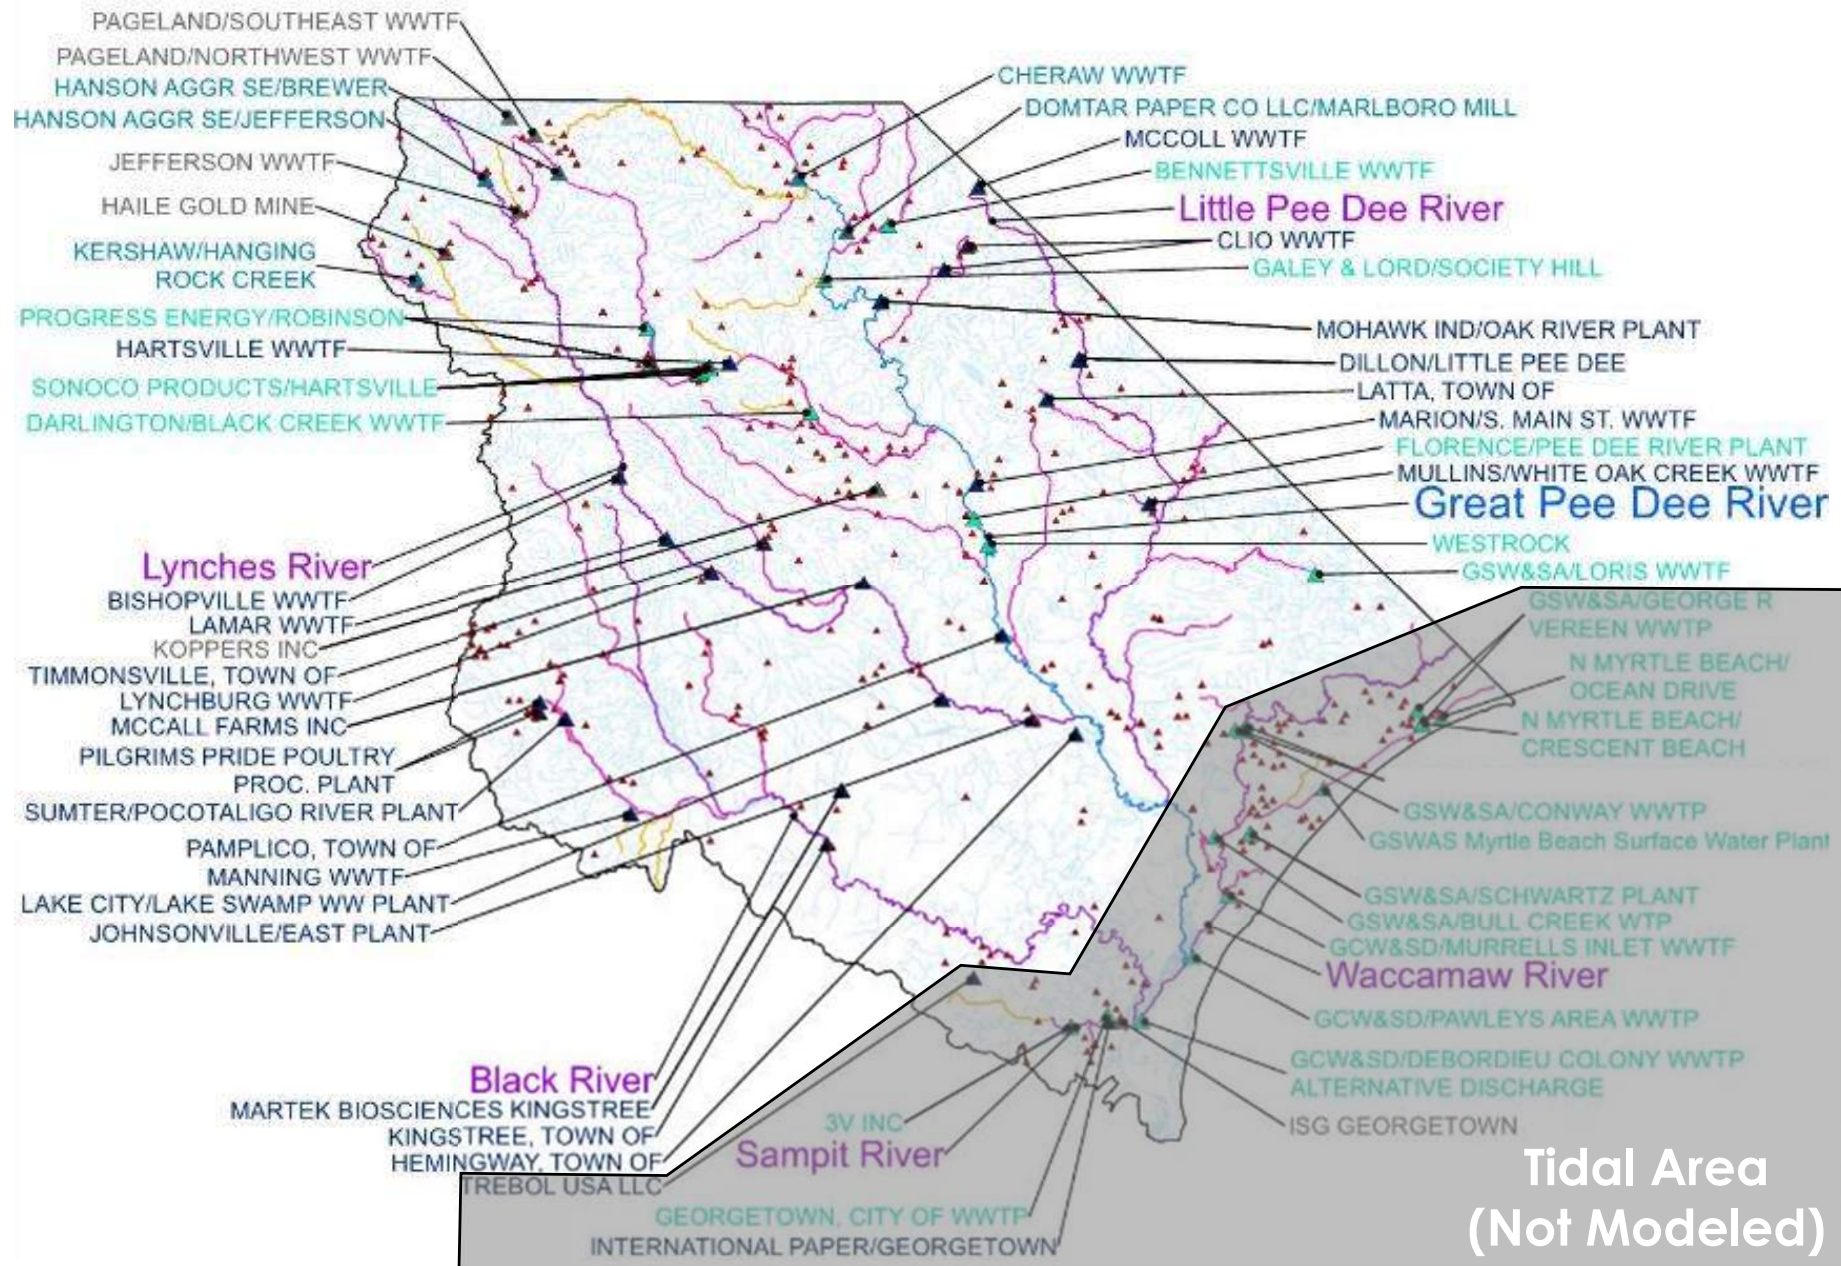 PAGELAND/SOUTHEAST WWTF
PAGELAND/NORTHWEST WWTF
HANSON AGGR SE/BREWER
HANSON AGGR SE/JEFFERSON
JEFFERSON WWTF
HAILE GOLD MINE
KERSHAW/HANGING
ROCK CREEK
PROGRESS ENERGY/ROBINSON
HARTSVILLE WWTF
SONOCO PRODUCTS/HARTSVILLE
DARLINGTON/BLACK CREEK WWTF
Lynches River
BISHOPVILLE WWTF
LAMAR WWTF
KOPPERS INC
TIMMONSVILLE, TOWN OF
LYNCHBURG WWTF
MCCALL FARMS INC
PILGRIMS PRIDE POULTRY
PROC. PLANT
SUMTER/POCOTALIGO RIVER PLANT
PAMPLICO, TOWN OF
MANNING WWTF
LAKE CITY/LAKE SWAMP WW PLANT
JOHNSONVILLE/EAST PLANT
Black River
MARTEK BIOSCIENCES KINGSTREE
KINGSTREE, TOWN OF
HEMINGWAY, TOWN OF
TREBOL USA LLC
3V INC
Sampit River
GEORGETOWN, CITY OF WWTP
INTERNATIONAL PAPER/GEORGETOWN
CHERAW WWTF
DOMTAR PAPER CO LLC/MARLBORO MILL
MCCOLL WWTF
BENNETTSVILLE WWTF
Little Pee Dee River
CLIO WWTF
GALEY & LORD/SOCIETY HILL
MOHAWK IND/OAK RIVER PLANT
DILLON/LITTLE PEE DEE
LATTA, TOWN OF
MARION/S. MAIN ST. WWTF
FLORENCE/PEE DEE RIVER PLANT
MULLINS/WHITE OAK CREEK WWTF
Great Pee Dee River
WESTROCK
GSW&SA/LORIS WWTF
GSW&SA/GEORGE R
VEREEN WWTP
N MYRTLE BEACH/
OCEAN DRIVE
N MYRTLE BEACH/
CRESCENT BEACH
GSW&SA/CONWAY WWTP
GSWAS Myrtle Beach Surface Water Plant
GSW&SA/SCHWARTZ PLANT
GSW&SA/BULL CREEK WTP
GCW&SD/MURRELLS INLET WWTF
Waccamaw River
GCW&SD/PAWLEYS AREA WWTP
GCW&SD/DEBORDIEU COLONY WWTP
ALTERNATIVE DISCHARGE
ISG GEORGETOWN
Tidal Area
(Not Modeled)